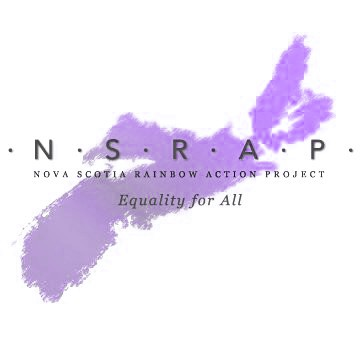 · N · S · R · A · P ·
NOVA SCOTIA RAINBOW ACTION PROJECT
Equality for All